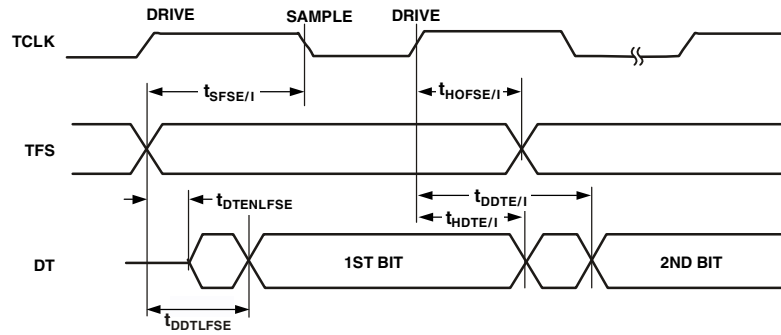 DRIVE SAMPLE DRIVE
TCLK
tSFSE/I tHOFSE/I
TFS
tDDTE/I
tDTENLFSE
tHDTE/I
DT 1ST BIT 2ND BIT
tDDTLFSE